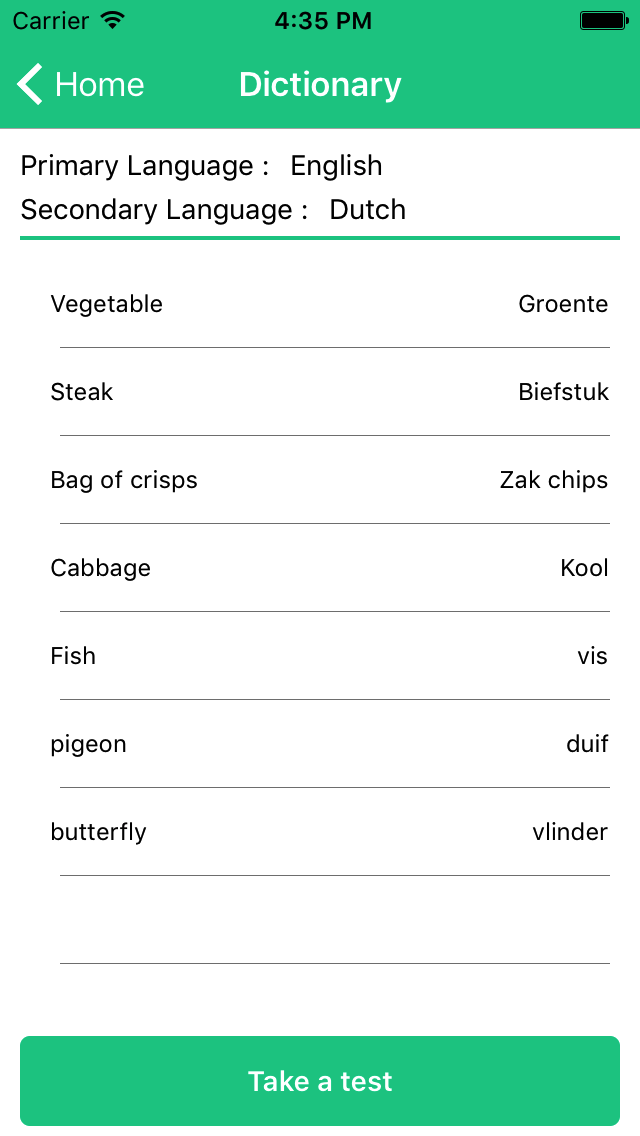 Carrier 4:35 PM
Home Dictionary
Primary Language : English
Secondary Language : Dutch
Vegetable Groente
Steak Biefstuk
Bag of crisps Zak chips
Cabbage Kool
Fish vis
pigeon duif
butterfly vlinder
Take a test